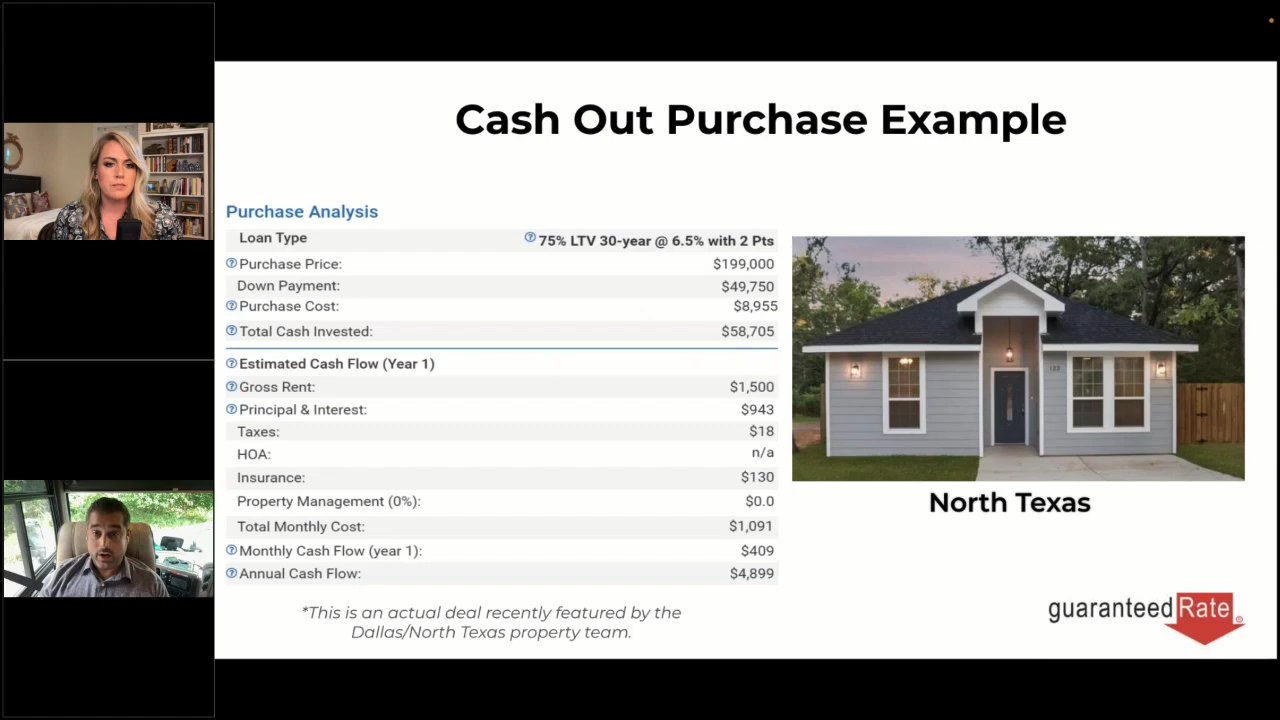 Cash Out Purchase Example
Purchase Analysis
Loan Type ? 75% LTV 30-year @ 6.5% with 2 Pts
? Purchase Price: $199,000
Down Payment: $49,750
? Purchase Cost: $8,955
? Total Cash Invested: $58,705
? Estimated Cash Flow (Year 1)
? Gross Rent: $1,500
? Principal & Interest: $943
Taxes: $18
HOA: n/a
Insurance: $130
Property Management (0%): $0.0
Total Monthly Cost: $1,091
? Monthly Cash Flow (year 1): $409
? Annual Cash Flow: $4,899
*This is an actual deal recently featured by the
Dallas/North Texas property team.
North Texas
guaranteed Rate ®